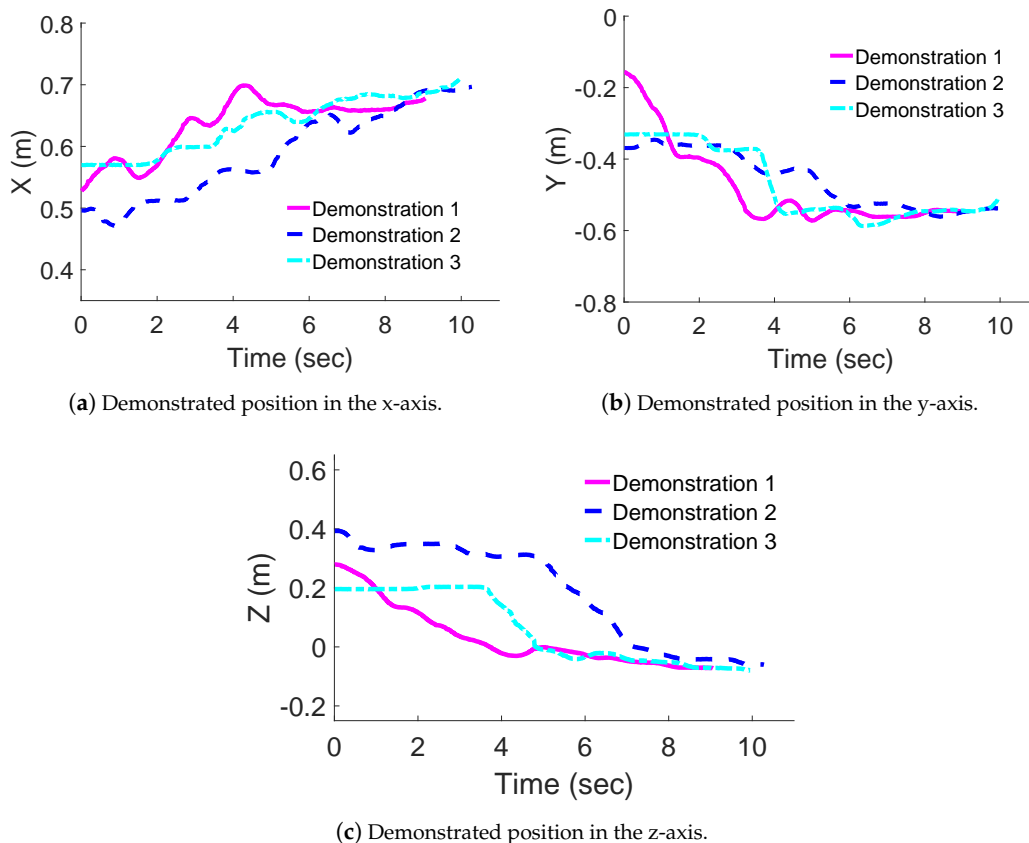 0.8
0.7
0.6
0.5
0.4
X (m)
0 2 4 6 8 10
Time (sec)
Demonstration 1
Demonstration 2
Demonstration 3
(a) Demonstrated position in the x-axis.
0
-0.2
-0.4
-0.6
-0.8
Y (m)
0 2 4 6 8 10
Time (sec)
Demonstration 1
Demonstration 2
Demonstration 3
(b) Demonstrated position in the y-axis.
0.6
0.4
0.2
0
-0.2
Z (m)
0 2 4 6 8 10
Time (sec)
Demonstration 1
Demonstration 2
Demonstration 3
(c) Demonstrated position in the z-axis.